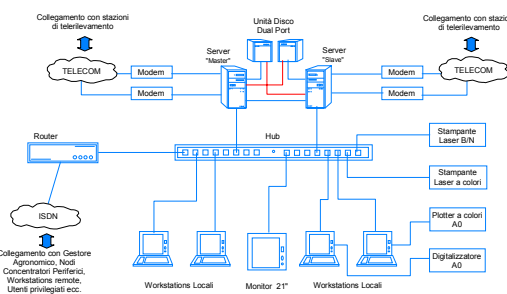 Collegamento con stazioni
di telerilevamento
Unità Disco
Dual Port
Collegamento con stazioni
di telerilevamento
Server
"Master"
Server
"Slave"
TELECOM
Modem
Modem
Modem
Modem
TELECOM
Router
Hub
Stampante
Laser B/N
Stampante
Laser a colori
ISDN
Plotter a colori
A0
Digitalizzatore
A0
Collegamento con Gestore
Agronomico, Nodi
Concentratori Periferici,
Workstations remote,
Utenti privilegiati ecc.
Workstations Locali
Monitor 21"
Workstations Locali